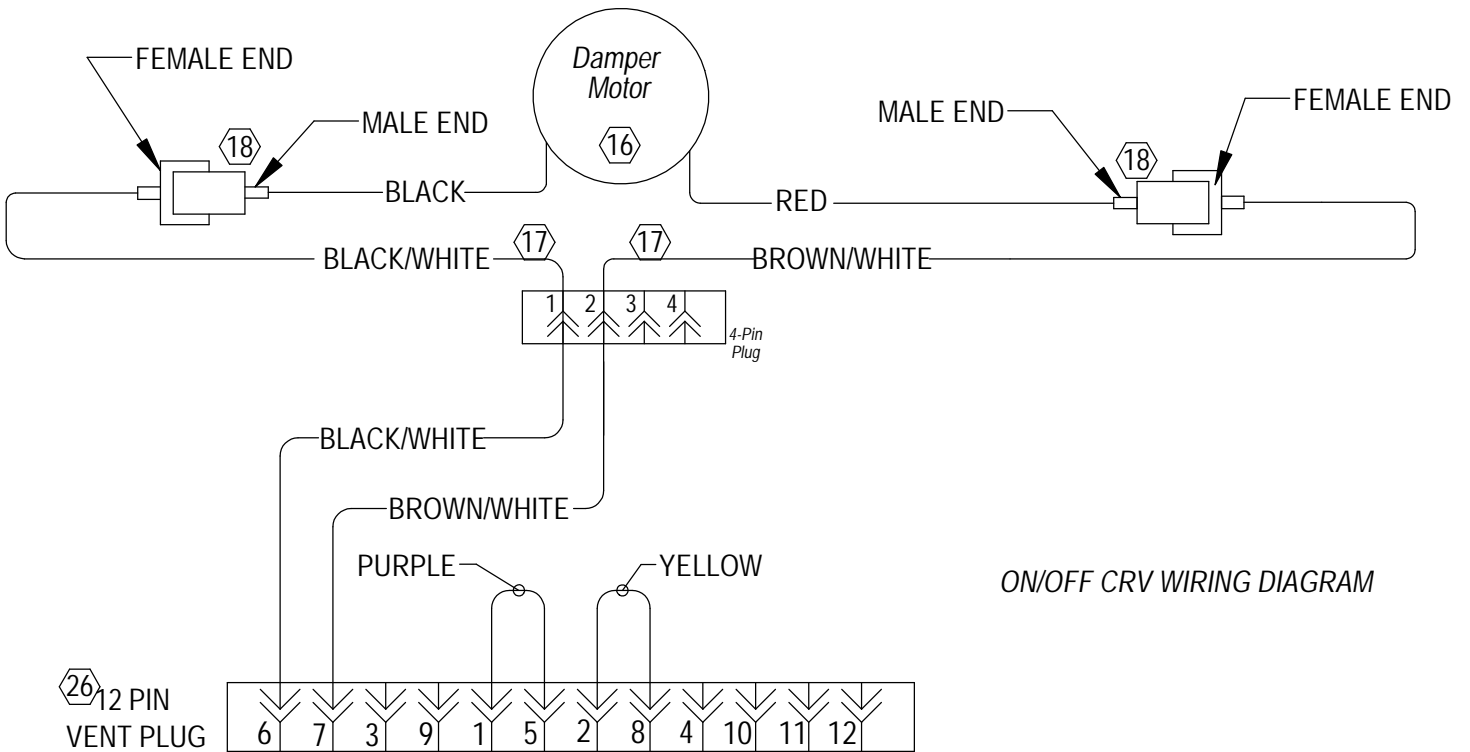 FEMALE END
Damper
Motor
MALE END
18
MALE END
FEMALE END
16
18
BLACK
RED
BLACK/WHITE
17
17
BROWN/WHITE
1 2 3 4
4-Pin
Plug
BLACK/WHITE
BROWN/WHITE
PURPLE
YELLOW
ON/OFF CRV WIRING DIAGRAM
26
12 PIN
VENT PLUG
6 7 3 9 1 5 2 8 4 10 11 12